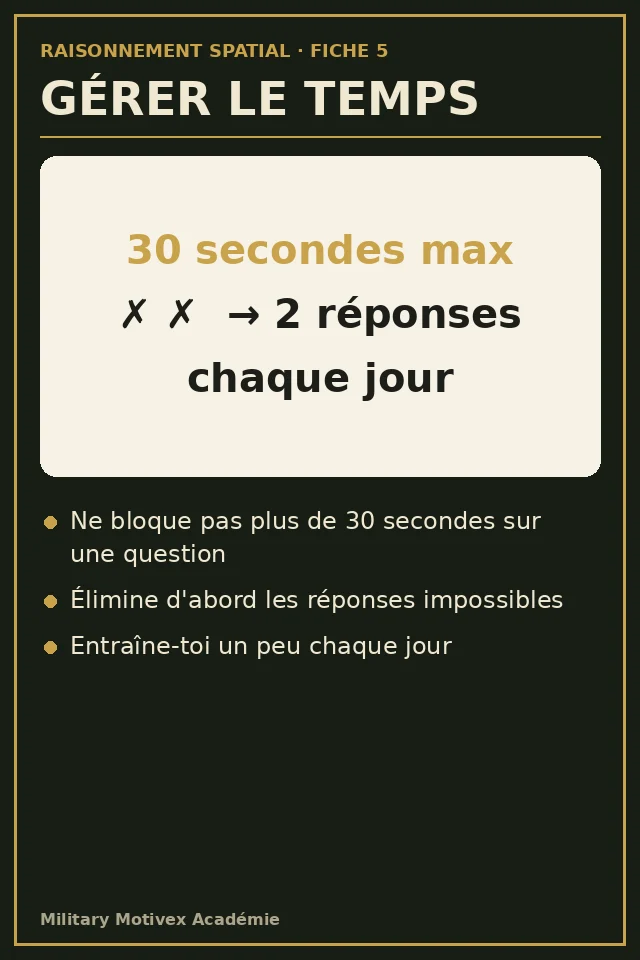 RAISONNEMENT SPATIAL · FICHE 5
GÉRER LE TEMPS
30 secondes max
✗ ✗ → 2 réponses
chaque jour
Ne bloque pas plus de 30 secondes sur
une question
Élimine d'abord les réponses impossibles
Entraîne-toi un peu chaque jour
Military Motivex Académie